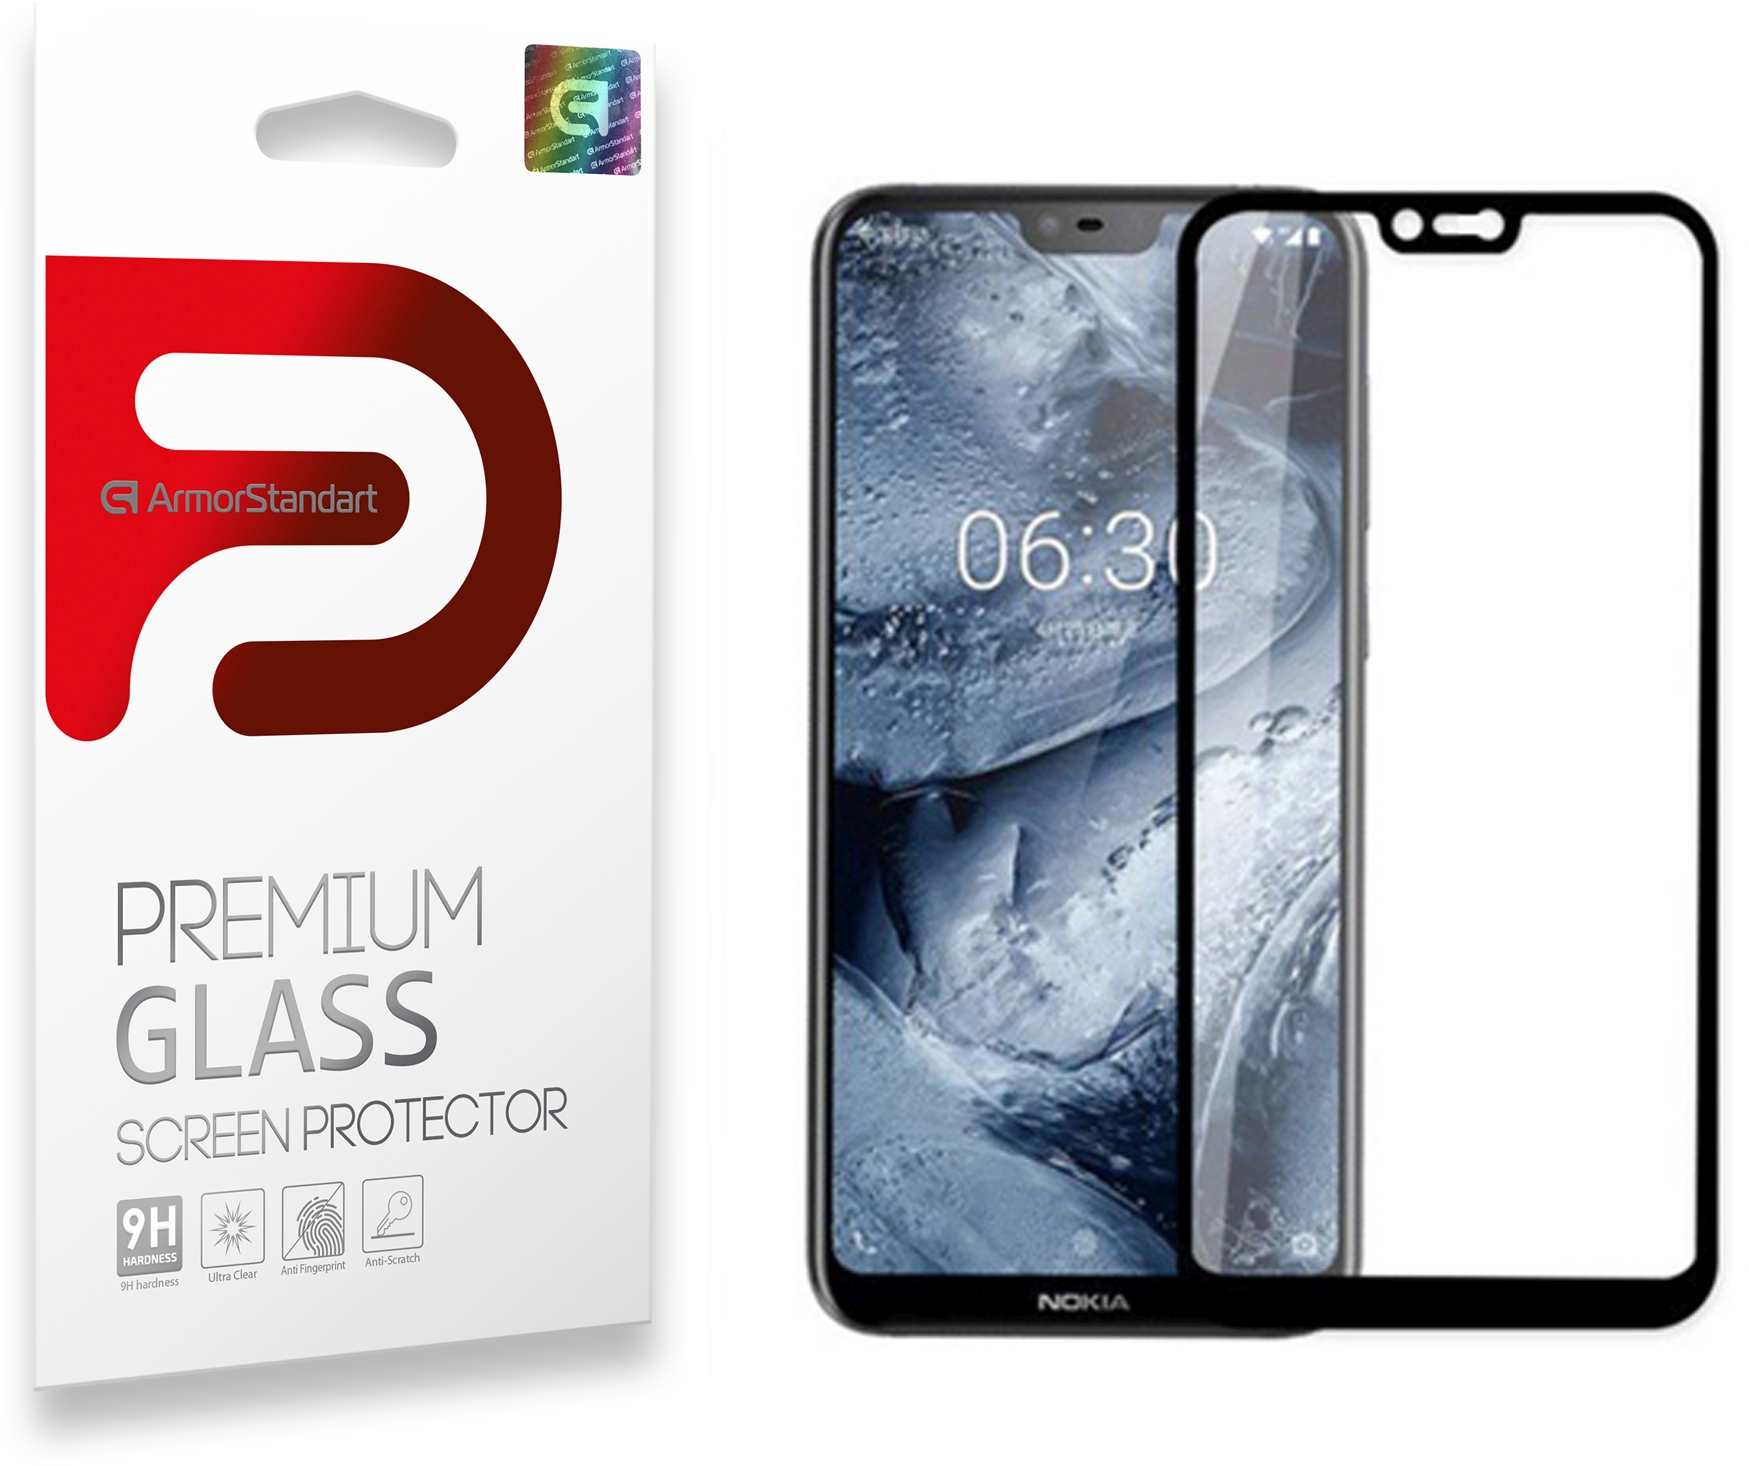 ArmorStandart
PREMIUM
GLASS
SCREEN PROTECTOR
9H
HARDNESS
9H hardness
Ultra Clear
Anti Fingerprint
Anti-Scratch
06:30
NOKIA